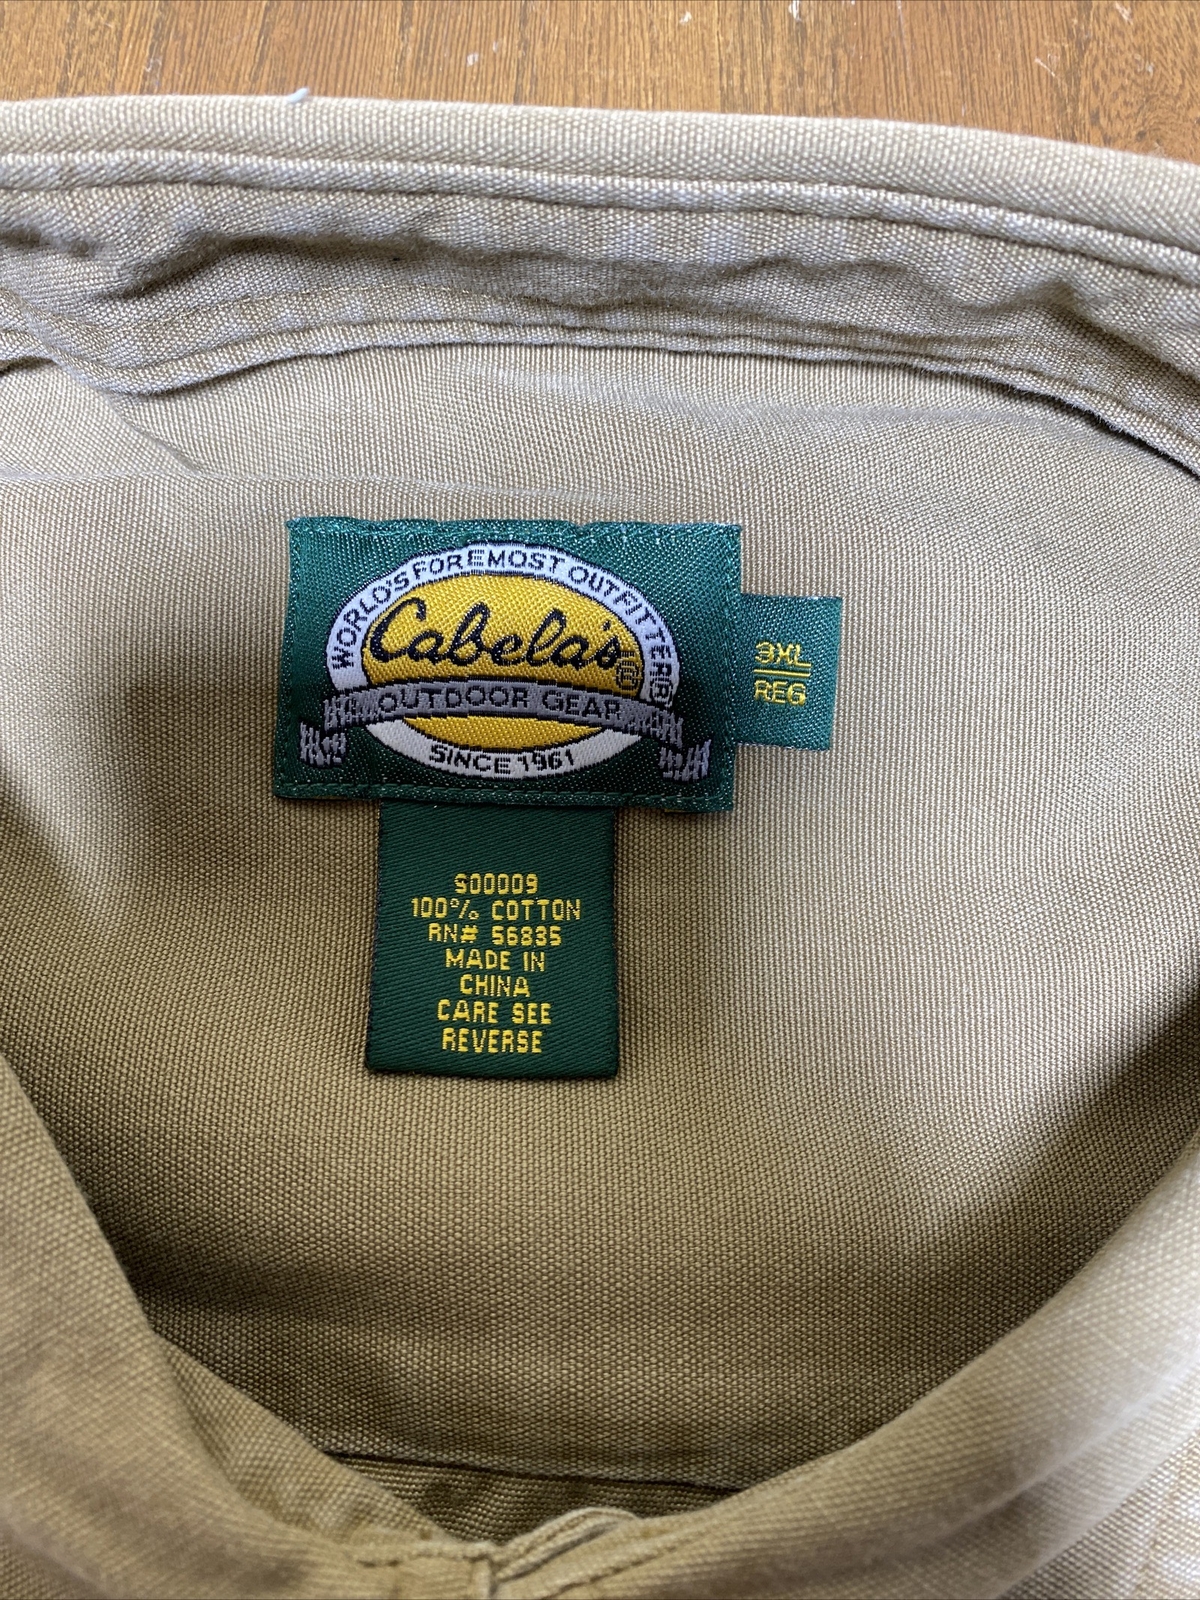 WORLD'S FOREMOST OUTFITTER®
Cabela's®
OUTDOOR GEAR
SINCE 1961
3XL
REG
S00009
100% COTTON
RN# 56835
MADE IN
CHINA
CARE SEE
REVERSE